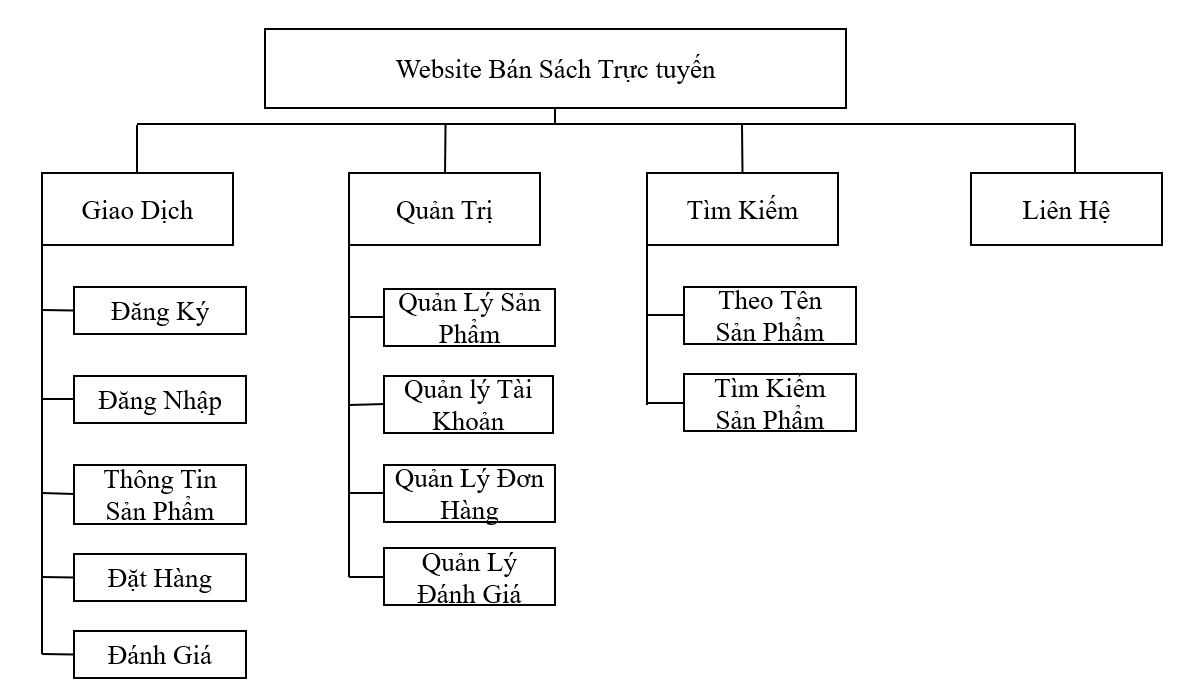 Website Bán Sách Trực tuyến
Giao Dịch
Quản Trị
Tìm Kiếm
Liên Hệ
Đăng Ký
Đăng Nhập
Thông Tin
Sản Phẩm
Đặt Hàng
Đánh Giá
Quản Lý Sản
Phẩm
Quản lý Tài
Khoản
Quản Lý Đơn
Hàng
Quản Lý
Đánh Giá
Theo Tên
Sản Phẩm
Tìm Kiếm
Sản Phẩm